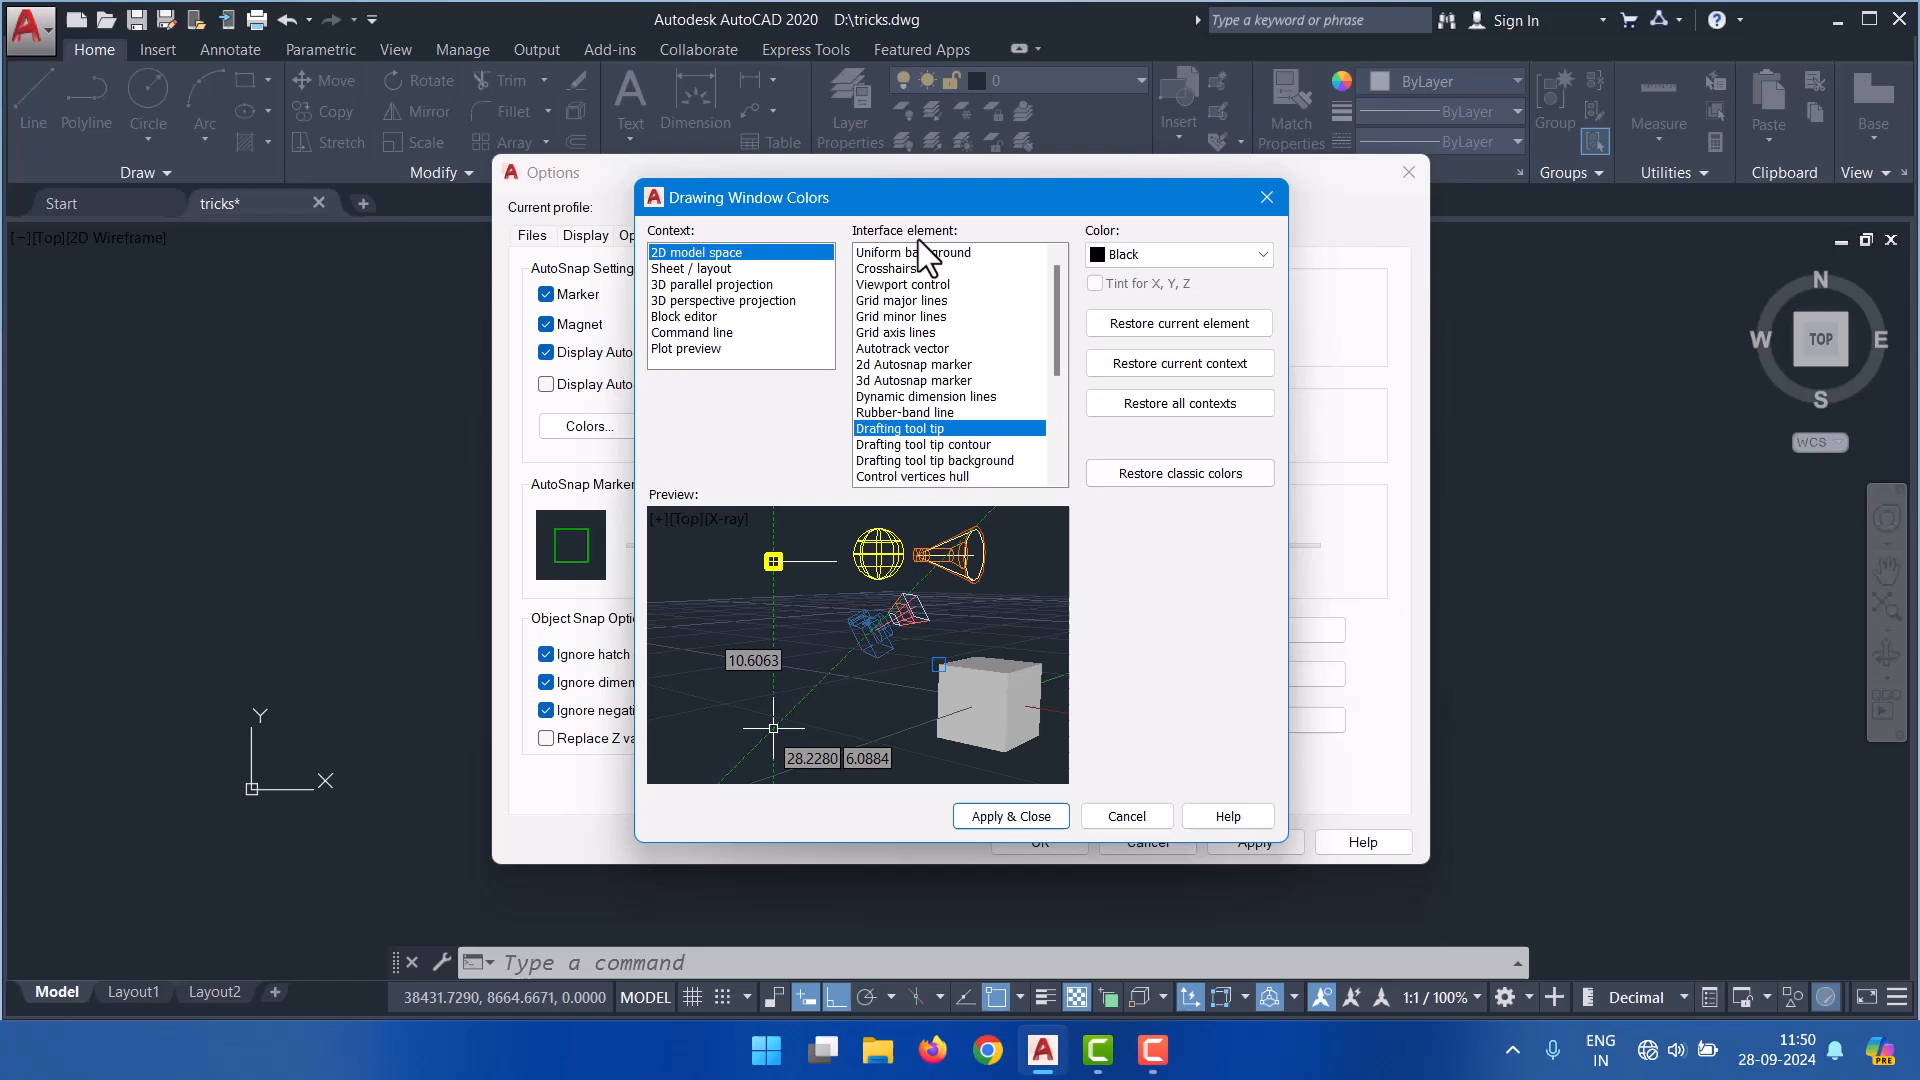 Autodesk AutoCAD 2020 D:\tricks.dwg
Type a keyword or phrase
Sign In
Home Insert Annotate Parametric View Manage Output Add-ins Collaborate Express Tools Featured Apps
Line Polyline Circle Arc
Move Rotate Trim
Copy Mirror Fillet
Stretch Scale Array
Text Dimension Table
Layer Properties
0
Insert
Match Properties
ByLayer
ByLayer
ByLayer
Group
Measure
Paste
Base
Draw Modify Groups Utilities Clipboard View
Start tricks*
[−][Top][2D Wireframe]
Options
Current profile:
Files Display
AutoSnap Setting
Marker
Magnet
Display Auto
Display Auto
Colors...
AutoSnap Marker
Object Snap Opti
Ignore hatch
Ignore dimen
Ignore negati
Replace Z va
OK Cancel Apply Help
Drawing Window Colors
Context:
2D model space
Sheet / layout
3D parallel projection
3D perspective projection
Block editor
Command line
Plot preview
Interface element:
Uniform background
Crosshairs
Viewport control
Grid major lines
Grid minor lines
Grid axis lines
Autotrack vector
2d Autosnap marker
3d Autosnap marker
Dynamic dimension lines
Rubber-band line
Drafting tool tip
Drafting tool tip contour
Drafting tool tip background
Control vertices hull
Color:
Black
Tint for X, Y, Z
Restore current element
Restore current context
Restore all contexts
Restore classic colors
Preview:
[+][Top][X-ray]
10.6063
28.2280 6.0884
Apply & Close Cancel Help
N
W TOP E
S
WCS
Y
X
Type a command
Model Layout1 Layout2
38431.7290, 8664.6671, 0.0000 MODEL 1:1 / 100% Decimal
ENG
IN
11:50
28-09-2024
PRE